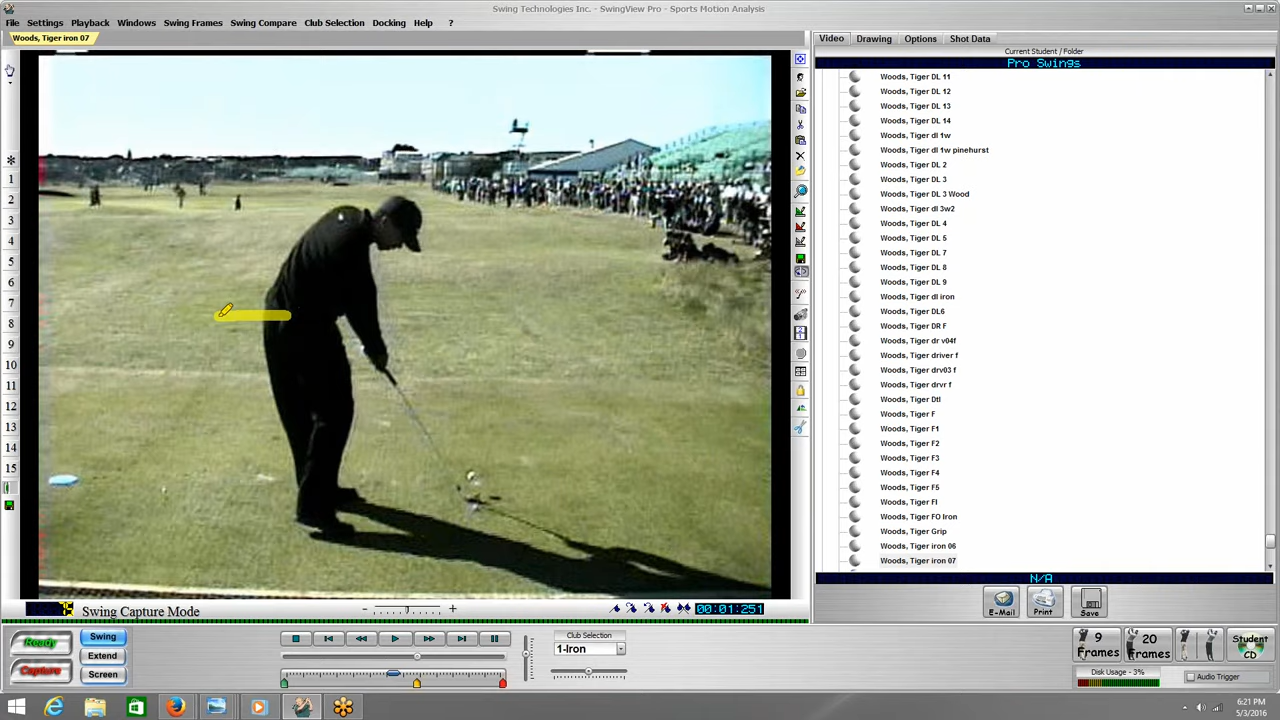 Swing Technologies Inc. - SwingView Pro - Sports Motion Analysis
File Settings Playback Windows Swing Frames Swing Compare Club Selection Docking Help ?
Woods, Tiger iron 07
Video Drawing Options Shot Data
Current Student / Folder
Pro Swings
Woods, Tiger DL 11
Woods, Tiger DL 12
Woods, Tiger DL 13
Woods, Tiger DL 14
Woods, Tiger dl 1w
Woods, Tiger dl 1w pinehurst
Woods, Tiger DL 2
Woods, Tiger DL 3
Woods, Tiger DL 3 Wood
Woods, Tiger dl 3w2
Woods, Tiger DL 4
Woods, Tiger DL 5
Woods, Tiger DL 7
Woods, Tiger DL 8
Woods, Tiger DL 9
Woods, Tiger dl iron
Woods, Tiger DL6
Woods, Tiger DR F
Woods, Tiger dr v04f
Woods, Tiger driver f
Woods, Tiger drv03 f
Woods, Tiger drvr f
Woods, Tiger Dtl
Woods, Tiger F
Woods, Tiger F1
Woods, Tiger F2
Woods, Tiger F3
Woods, Tiger F4
Woods, Tiger F5
Woods, Tiger FI
Woods, Tiger FO Iron
Woods, Tiger Grip
Woods, Tiger iron 06
Woods, Tiger iron 07
N/A
E-Mail Print Save
*
1
2
3
4
5
6
7
8
9
10
11
12
13
14
15
Swing Capture Mode
- +
00:01:251
Ready
Capture
Swing
Extend
Screen
Club Selection
1-Iron
9 Frames
20 Frames
Student CD
Disk Usage - 3%
Audio Trigger
6:21 PM
5/3/2016